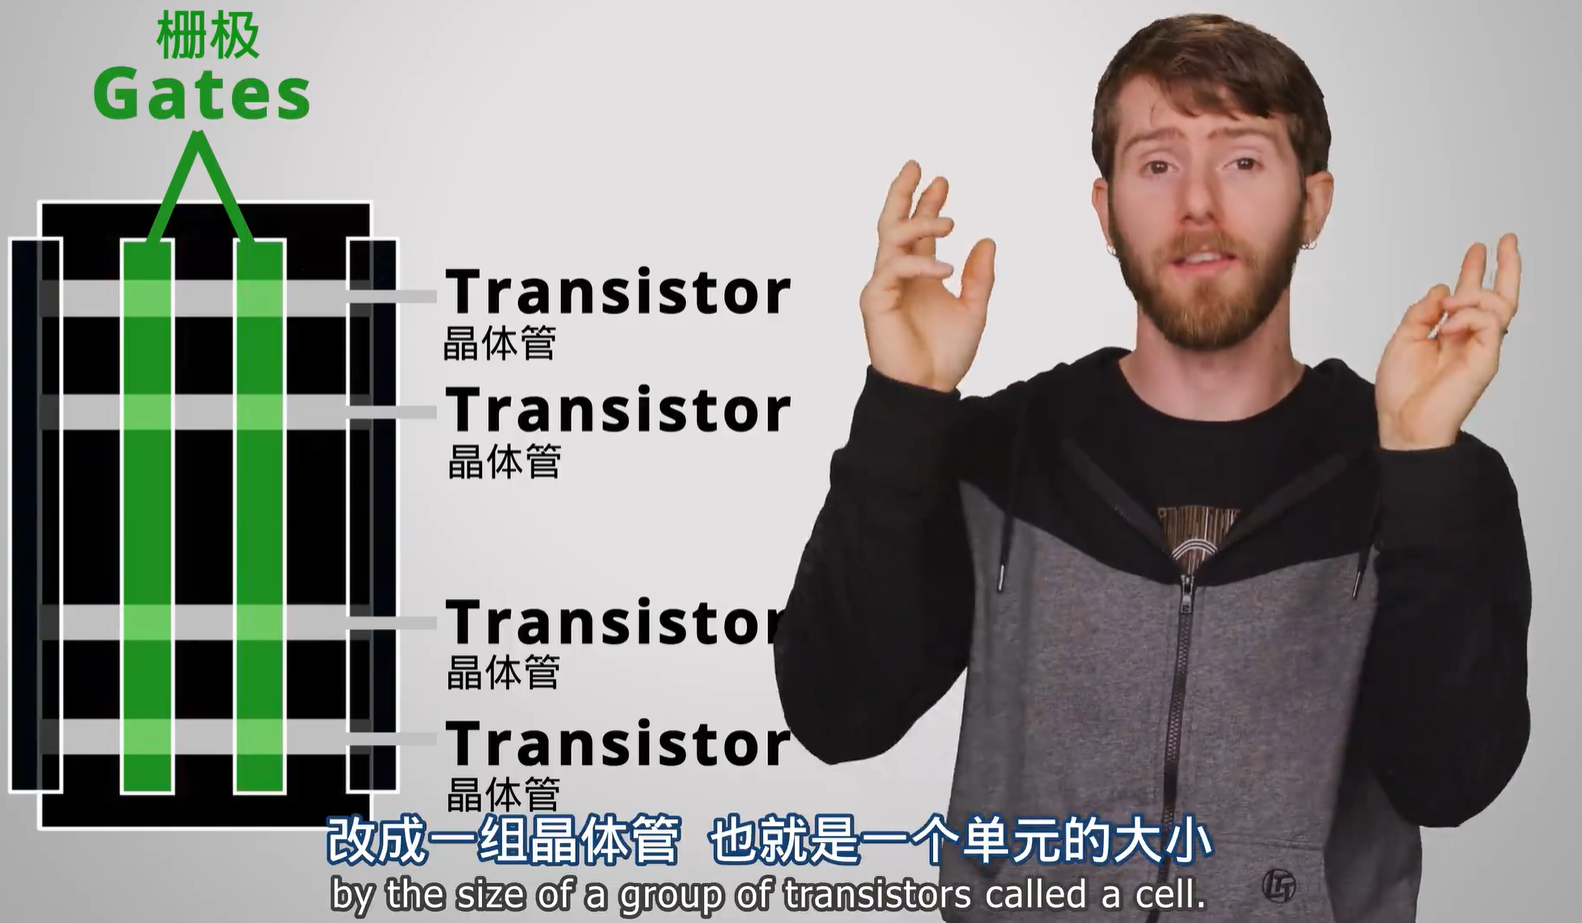 栅极
Gates
Transistor
晶体管
Transistor
晶体管
Transistor
晶体管
Transistor
晶体管
改成一组晶体管 也就是一个单元的大小
by the size of a group of transistors called a cell.